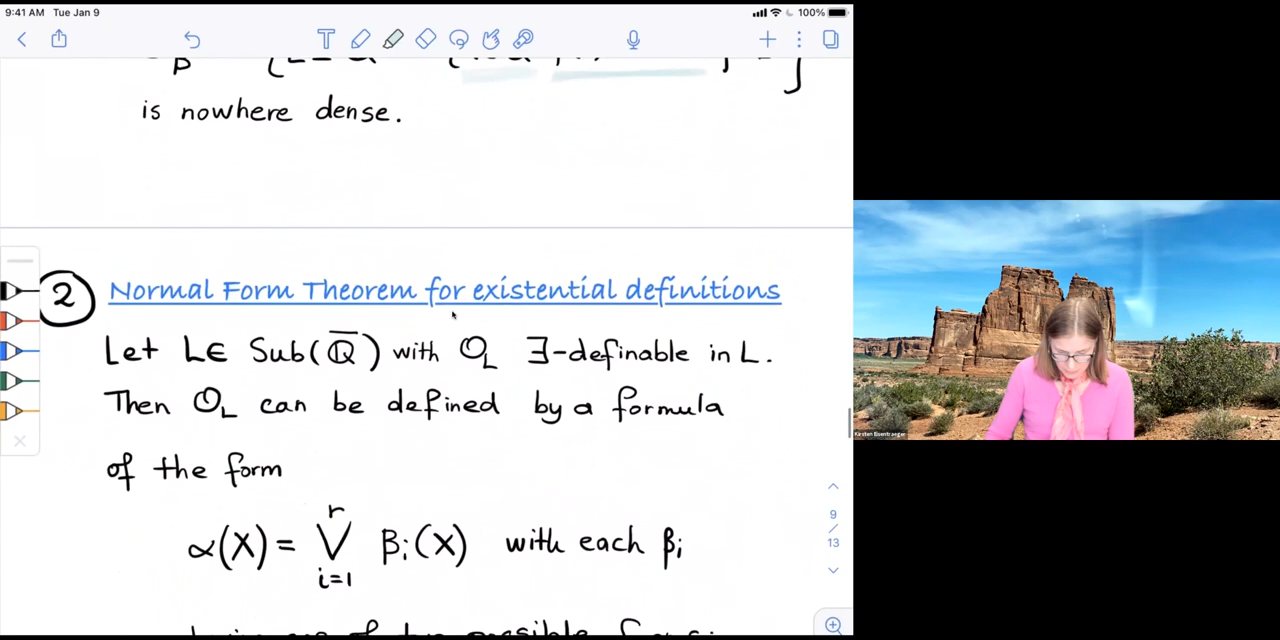 9:41 AM Tue Jan 9
100%
is nowhere dense.
2
Normal Form Theorem for existential definitions
Let L∈ Sub(ℚ̅) with 𝒪_L ∃-definable in L.
Then 𝒪_L can be defined by a formula
of the form
α(X) = ⋁_{i=1}^{r} β_i(X) with each β_i
9
/
13
Kirsten Eisentraeger